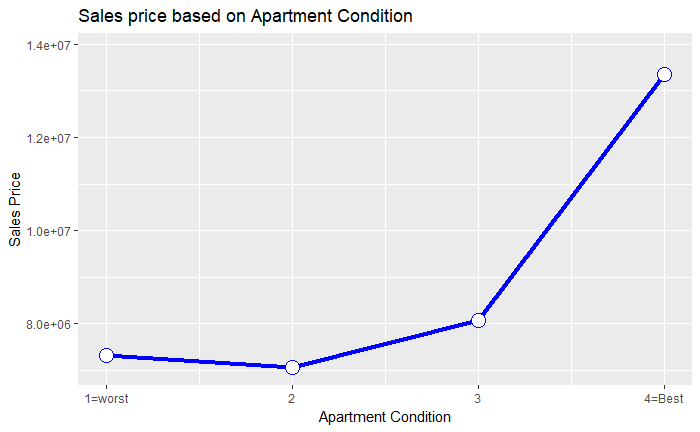 Sales price based on Apartment Condition
1.4e+07
1.2e+07
1.0e+07
8.0e+06
Sales Price
1=worst 2 3 4=Best
Apartment Condition